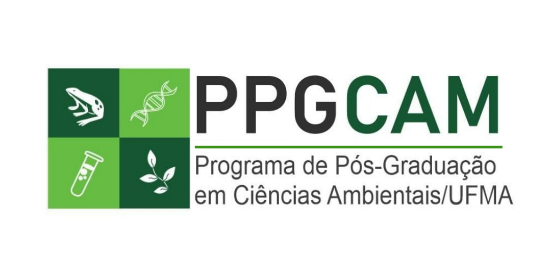 PPGCAM
Programa de Pós-Graduação
em Ciências Ambientais/UFMA